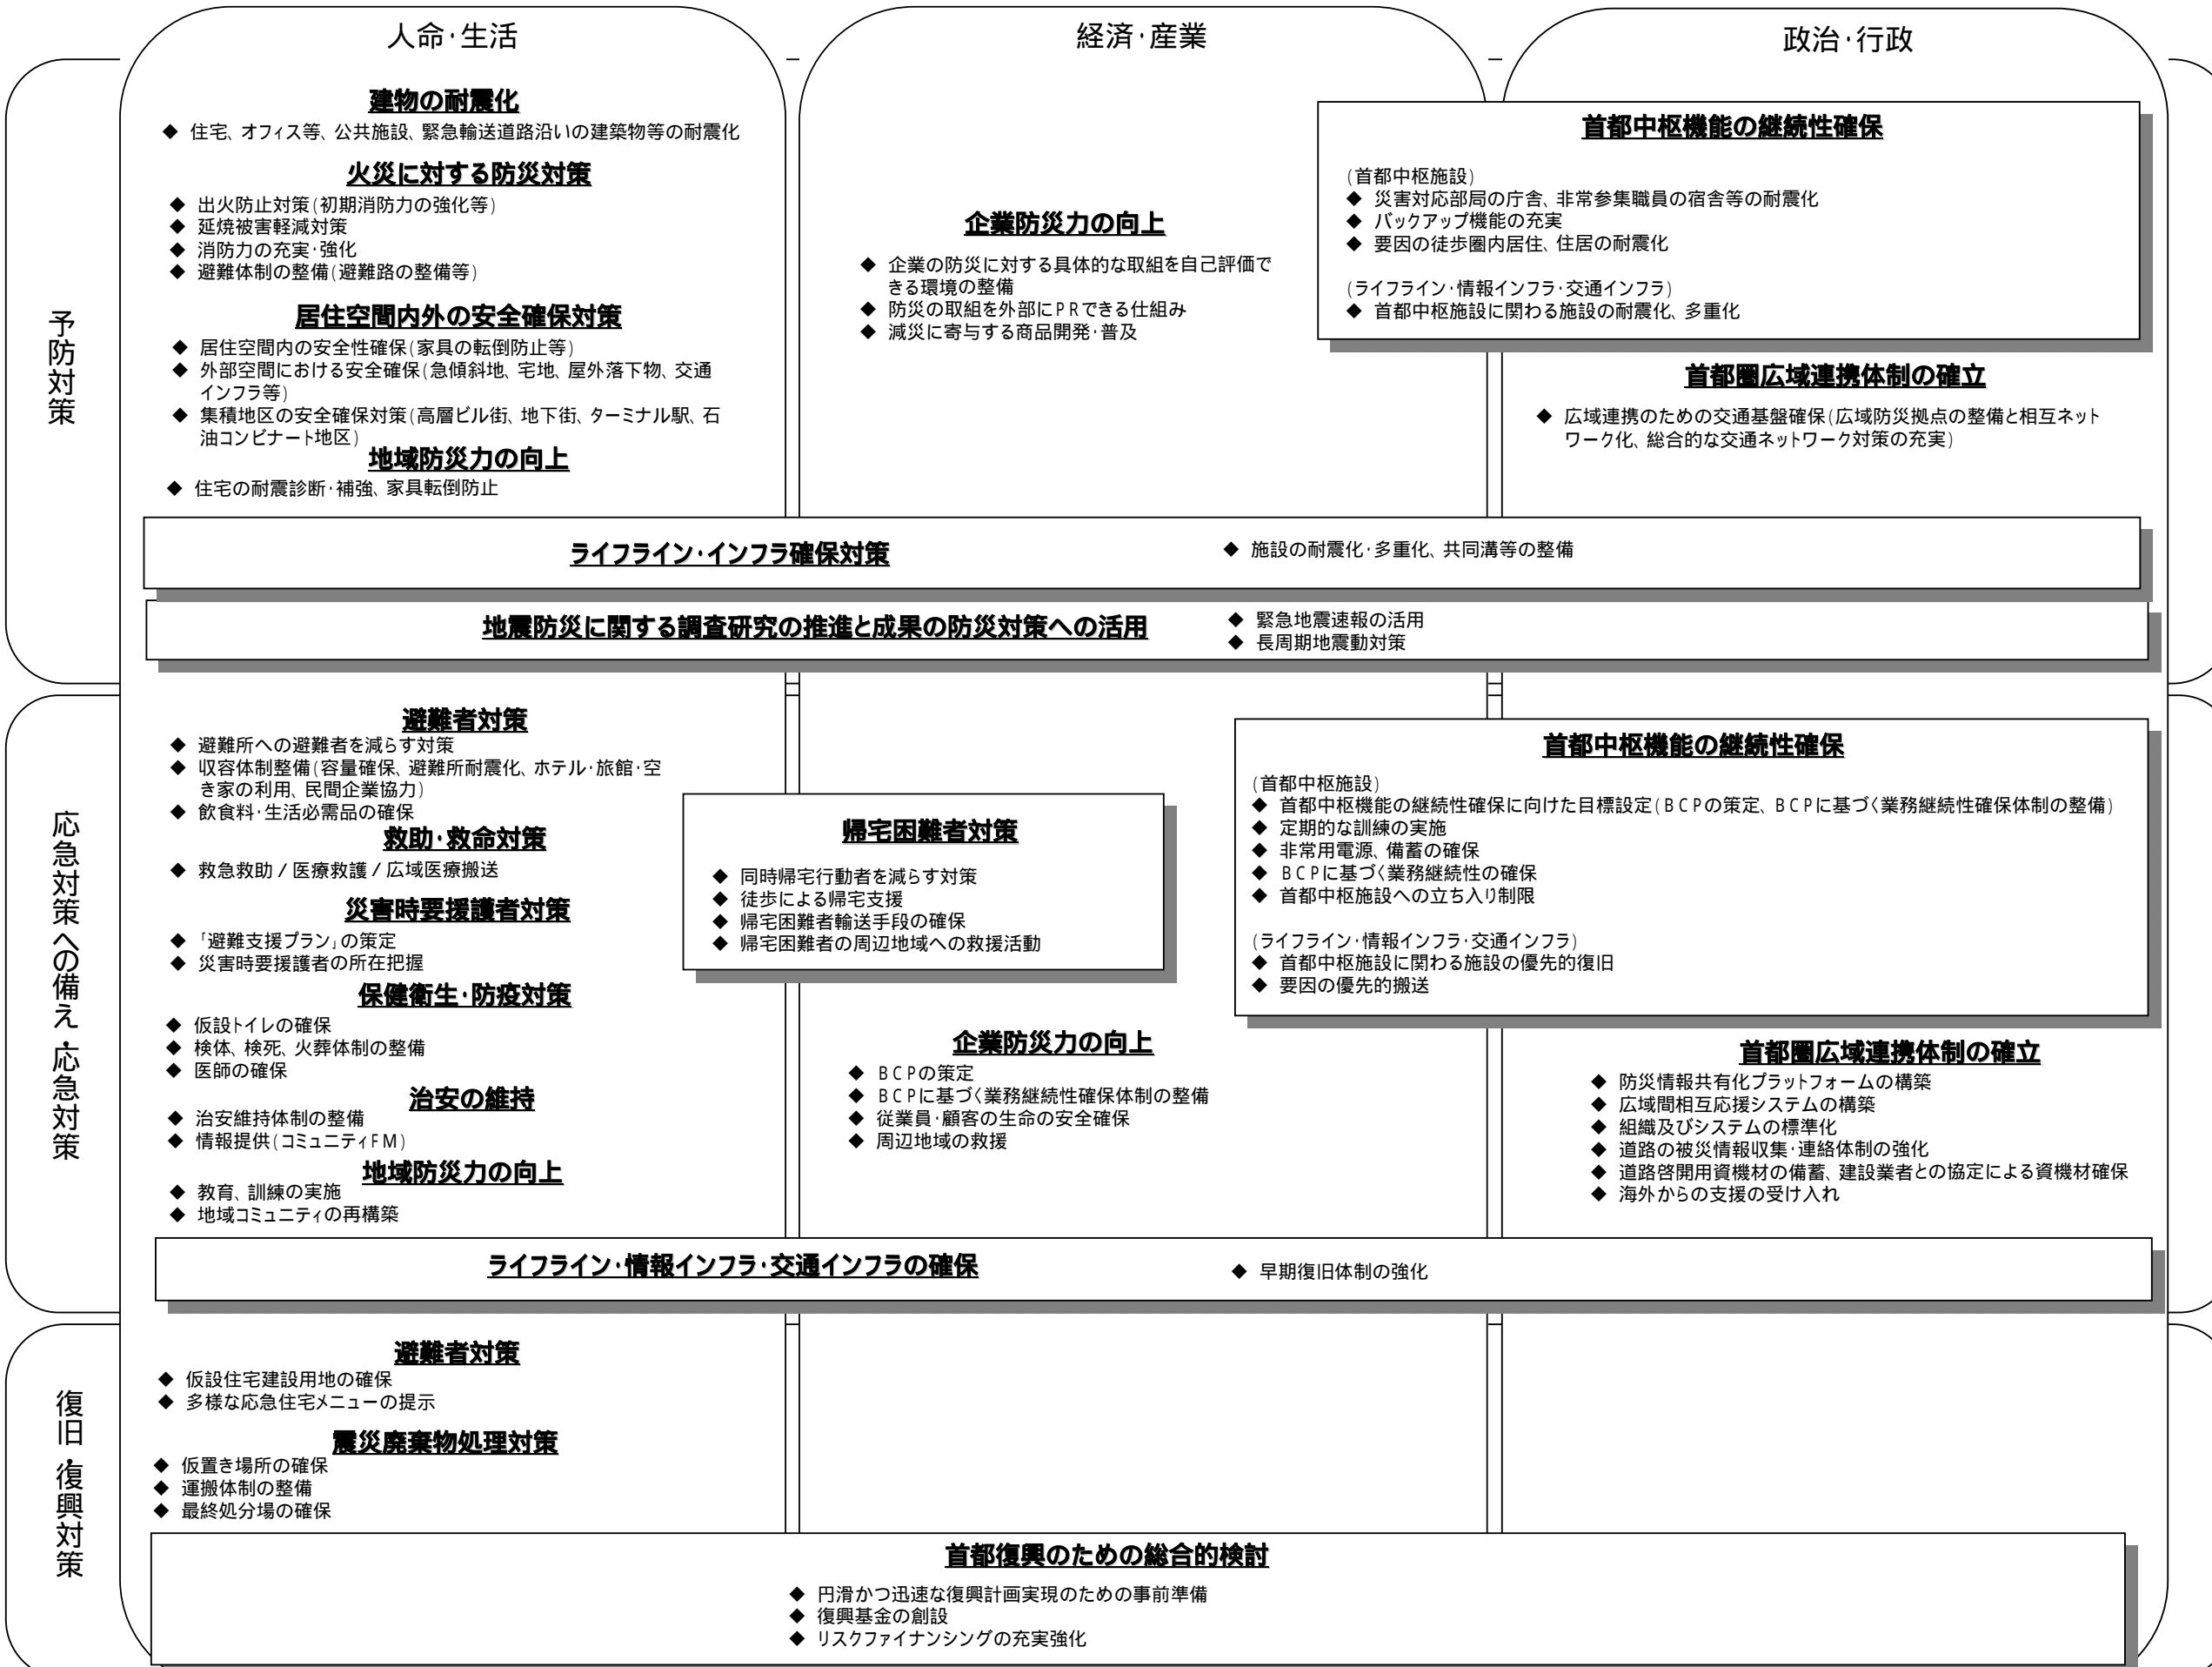 人命・生活
経済・産業
政治・行政
予防対策
建物の耐震化
◆ 住宅、オフィス等、公共施設、緊急輸送道路沿いの建築物等の耐震化
火災に対する防災対策
◆ 出火防止対策(初期消防力の強化等)
◆ 延焼被害軽減対策
◆ 消防力の充実・強化
◆ 避難体制の整備(避難路の整備等)
居住空間内外の安全確保対策
◆ 居住空間内の安全性確保(家具の転倒防止等)
◆ 外部空間における安全確保(急傾斜地、宅地、屋外落下物、交通
インフラ等)
◆ 集積地区の安全確保対策(高層ビル街、地下街、ターミナル駅、石
油コンビナート地区)
地域防災力の向上
◆ 住宅の耐震診断・補強、家具転倒防止
企業防災力の向上
◆ 企業の防災に対する具体的な取組を自己評価で
きる環境の整備
◆ 防災の取組を外部にPRできる仕組み
◆ 減災に寄与する商品開発・普及
首都中枢機能の継続性確保
(首都中枢施設)
◆ 災害対応部局の庁舎、非常参集職員の宿舎等の耐震化
◆ バックアップ機能の充実
◆ 要因の徒歩圏内居住、住居の耐震化
(ライフライン・情報インフラ・交通インフラ)
◆ 首都中枢施設に関わる施設の耐震化、多重化
首都圏広域連携体制の確立
◆ 広域連携のための交通基盤確保(広域防災拠点の整備と相互ネット
ワーク化、総合的な交通ネットワーク対策の充実)
ライフライン・インフラ確保対策
◆ 施設の耐震化・多重化、共同溝等の整備
地震防災に関する調査研究の推進と成果の防災対策への活用
◆ 緊急地震速報の活用
◆ 長周期地震動対策
応急対策への備え・応急対策
避難者対策
◆ 避難所への避難者を減らす対策
◆ 収容体制整備(容量確保、避難所耐震化、ホテル・旅館・空
き家の利用、民間企業協力)
◆ 飲食料・生活必需品の確保
救助・救命対策
◆ 救急救助/医療救護/広域医療搬送
災害時要援護者対策
◆ 「避難支援プラン」の策定
◆ 災害時要援護者の所在把握
保健衛生・防疫対策
◆ 仮設トイレの確保
◆ 検体、検死、火葬体制の整備
◆ 医師の確保
治安の維持
◆ 治安維持体制の整備
◆ 情報提供(コミュニティFM)
地域防災力の向上
◆ 教育、訓練の実施
◆ 地域コミュニティの再構築
帰宅困難者対策
◆ 同時帰宅行動者を減らす対策
◆ 徒歩による帰宅支援
◆ 帰宅困難者輸送手段の確保
◆ 帰宅困難者の周辺地域への救援活動
企業防災力の向上
◆ BCPの策定
◆ BCPに基づく業務継続性確保体制の整備
◆ 従業員・顧客の生命の安全確保
◆ 周辺地域の救援
首都中枢機能の継続性確保
(首都中枢施設)
◆ 首都中枢機能の継続性確保に向けた目標設定(BCPの策定、BCPに基づく業務継続性確保体制の整備)
◆ 定期的な訓練の実施
◆ 非常用電源、備蓄の確保
◆ BCPに基づく業務継続性の確保
◆ 首都中枢施設への立ち入り制限
(ライフライン・情報インフラ・交通インフラ)
◆ 首都中枢施設に関わる施設の優先的復旧
◆ 要因の優先的搬送
首都圏広域連携体制の確立
◆ 防災情報共有化プラットフォームの構築
◆ 広域間相互応援システムの構築
◆ 組織及びシステムの標準化
◆ 道路の被災情報収集・連絡体制の強化
◆ 道路啓開用資機材の備蓄、建設業者との協定による資機材確保
◆ 海外からの支援の受け入れ
ライフライン・情報インフラ・交通インフラの確保
◆ 早期復旧体制の強化
復旧・復興対策
避難者対策
◆ 仮設住宅建設用地の確保
◆ 多様な応急住宅メニューの提示
震災廃棄物処理対策
◆ 仮置き場所の確保
◆ 運搬体制の整備
◆ 最終処分場の確保
首都復興のための総合的検討
◆ 円滑かつ迅速な復興計画実現のための事前準備
◆ 復興基金の創設
◆ リスクファイナンシングの充実強化